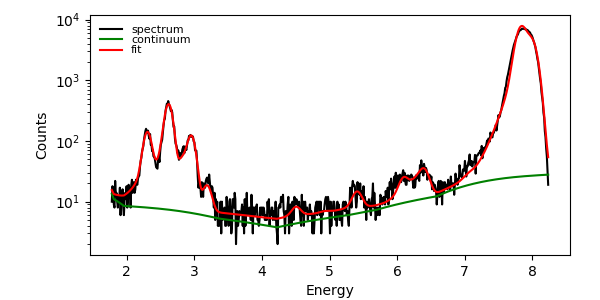 10⁴
10³
10²
10¹
Counts
spectrum
continuum
fit
2 3 4 5 6 7 8
Energy